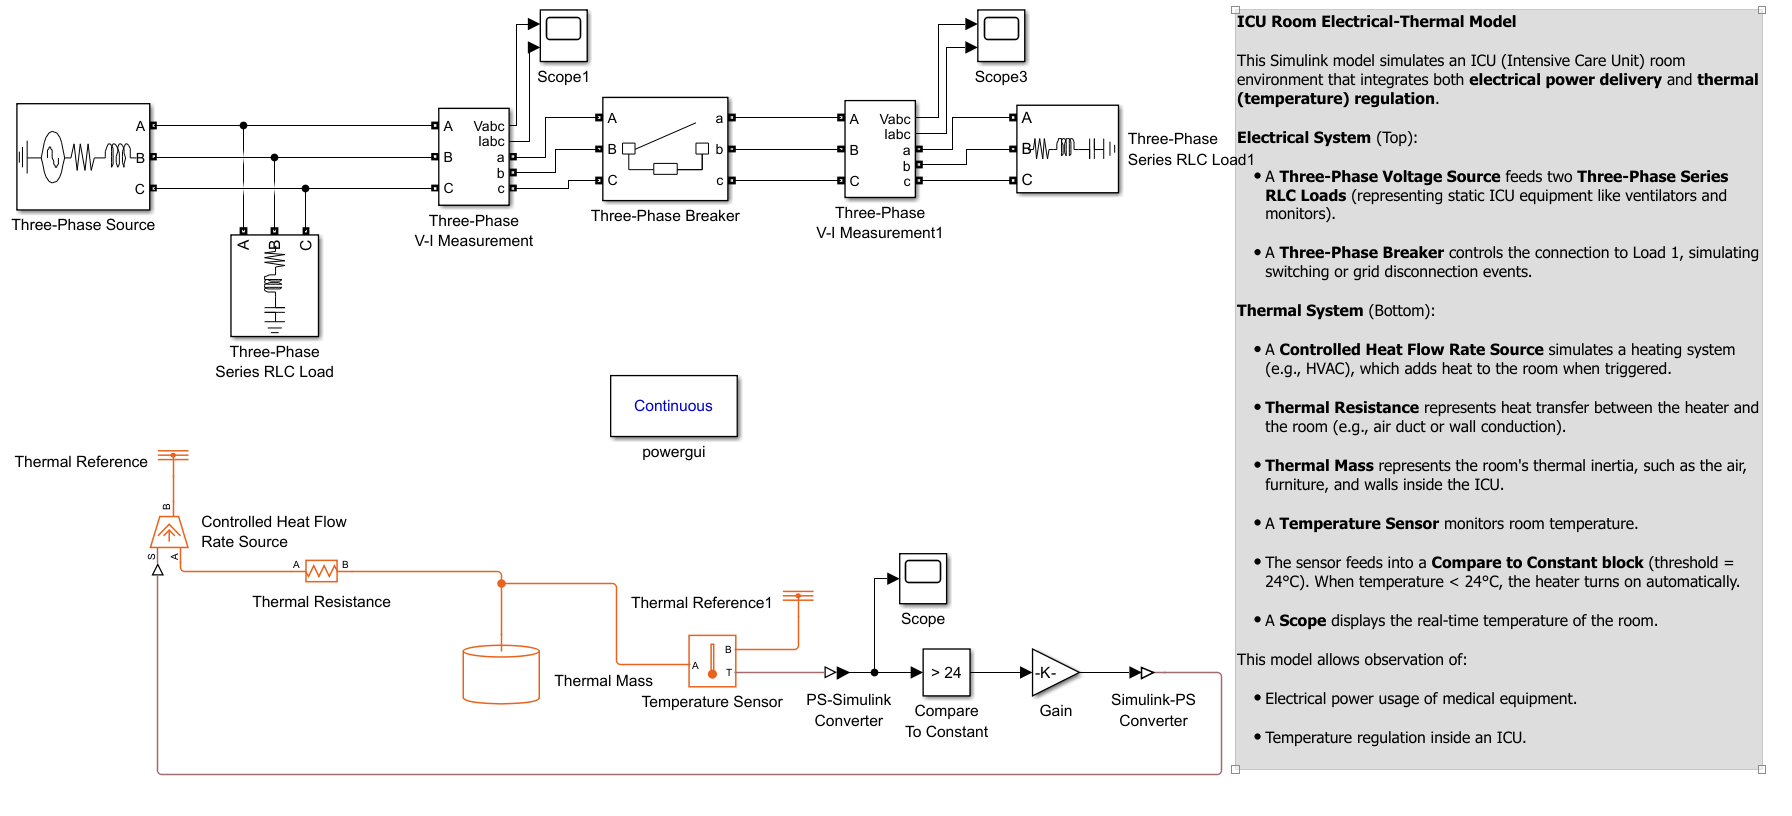 Scope1
Scope3
A
B
C
Three-Phase Source
A
B
C
Three-Phase
Series RLC Load
A
B
C
Vabc
Iabc
a
b
c
Three-Phase
V-I Measurement
A
B
C
a
b
c
Three-Phase Breaker
A
B
C
Vabc
Iabc
a
b
c
Three-Phase
V-I Measurement1
A
B
C
Three-Phase
Series RLC Load1
Continuous
powergui
Thermal Reference
B
S
A
Controlled Heat Flow
Rate Source
A
B
Thermal Resistance
Thermal Mass
Thermal Reference1
A
B
T
Temperature Sensor
PS-Simulink
Converter
Scope
> 24
Compare
To Constant
-K-
Gain
Simulink-PS
Converter
ICU Room Electrical-Thermal Model
This Simulink model simulates an ICU (Intensive Care Unit) room
environment that integrates both electrical power delivery and thermal
(temperature) regulation.
Electrical System (Top):
• A Three-Phase Voltage Source feeds two Three-Phase Series
RLC Loads (representing static ICU equipment like ventilators and
monitors).
• A Three-Phase Breaker controls the connection to Load 1, simulating
switching or grid disconnection events.
Thermal System (Bottom):
• A Controlled Heat Flow Rate Source simulates a heating system
(e.g., HVAC), which adds heat to the room when triggered.
• Thermal Resistance represents heat transfer between the heater and
the room (e.g., air duct or wall conduction).
• Thermal Mass represents the room's thermal inertia, such as the air,
furniture, and walls inside the ICU.
• A Temperature Sensor monitors room temperature.
• The sensor feeds into a Compare to Constant block (threshold =
24°C). When temperature < 24°C, the heater turns on automatically.
• A Scope displays the real-time temperature of the room.
This model allows observation of:
• Electrical power usage of medical equipment.
• Temperature regulation inside an ICU.